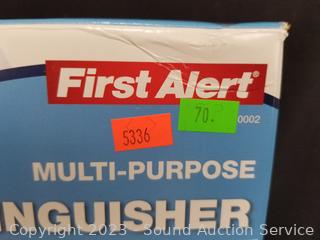 First Alert®
70.
0002
5336
MULTI-PURPOSE
NGUISHER
Copyright © 2023 - Sound Auction Service